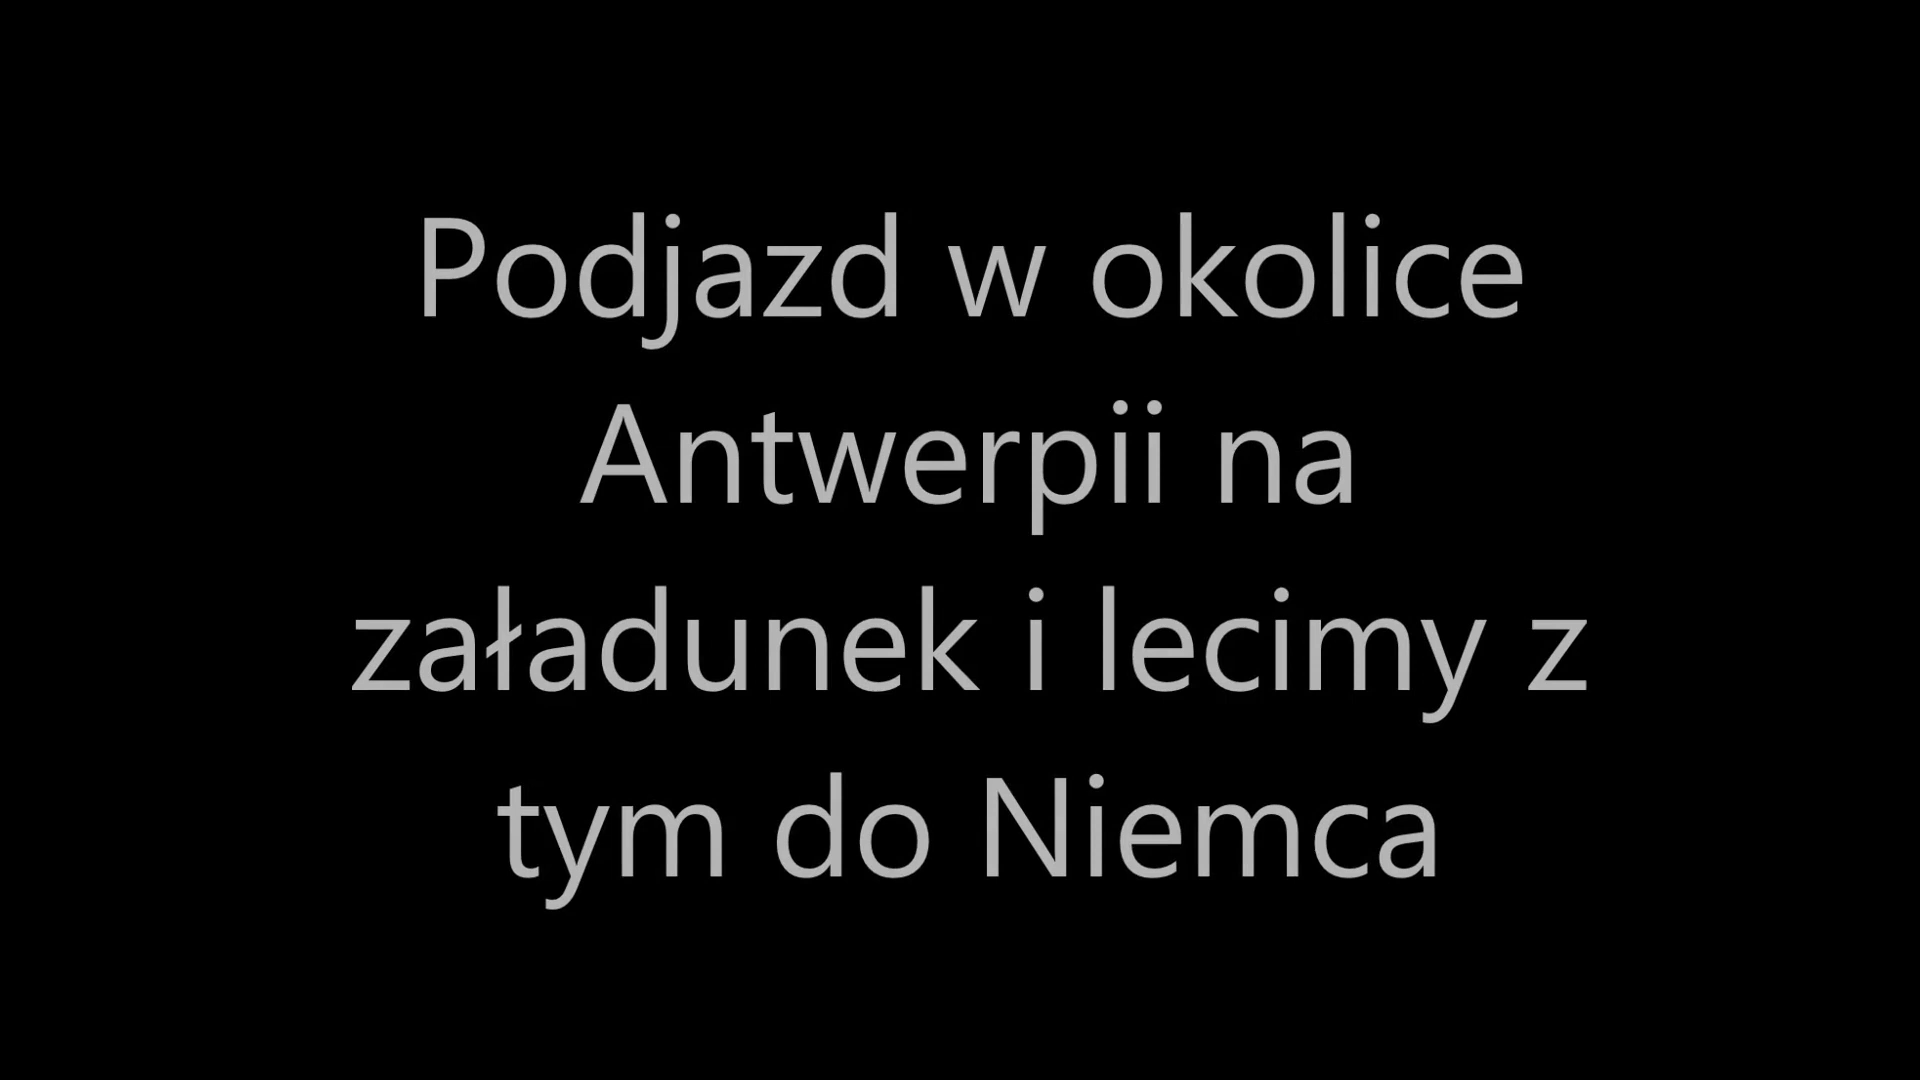 Podjazd w okolice
Antwerpii na
załadunek i lecimy z
tym do Niemca